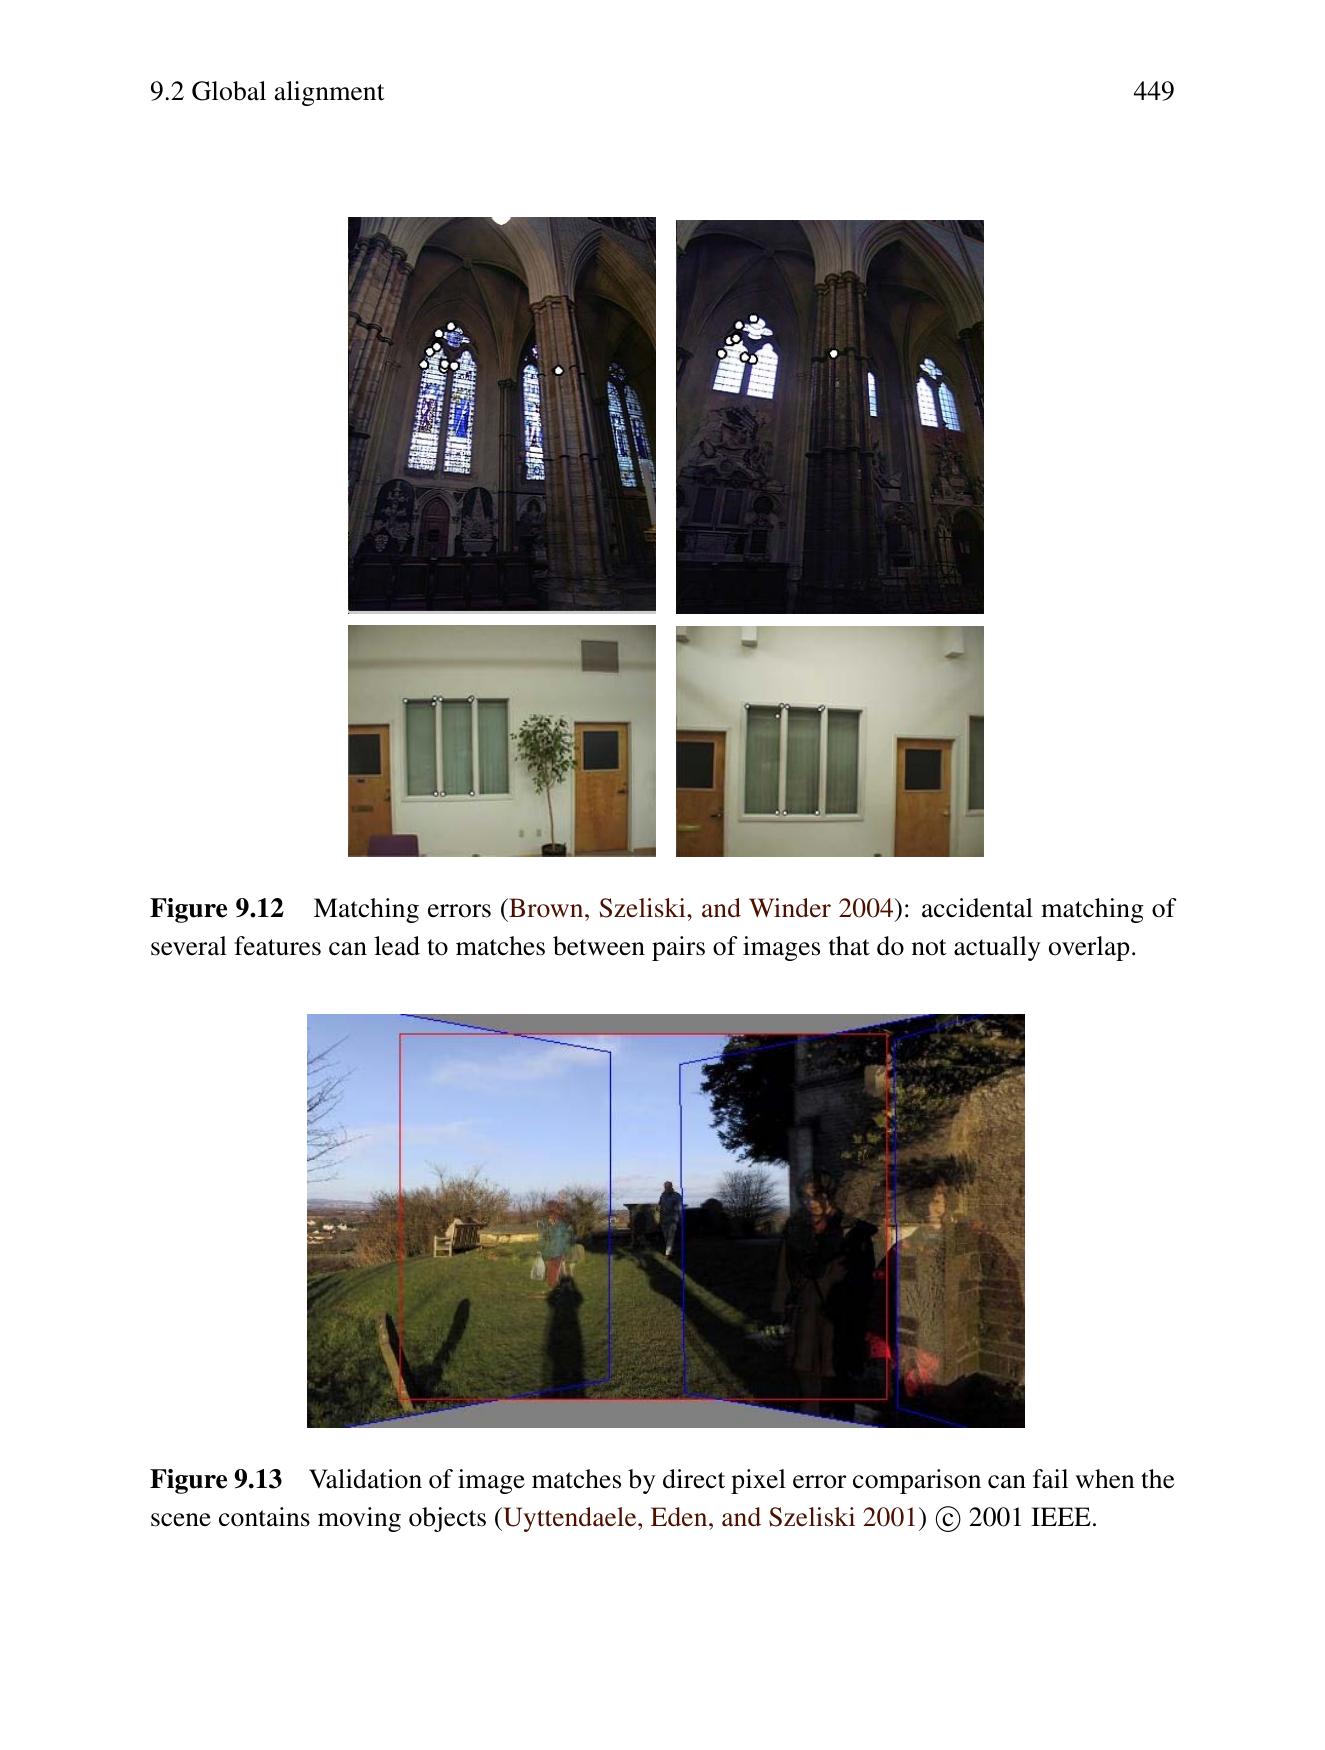 9.2 Global alignment 449
Figure 9.12 Matching errors (Brown, Szeliski, and Winder 2004): accidental matching of
several features can lead to matches between pairs of images that do not actually overlap.
Figure 9.13 Validation of image matches by direct pixel error comparison can fail when the
scene contains moving objects (Uyttendaele, Eden, and Szeliski 2001) © 2001 IEEE.